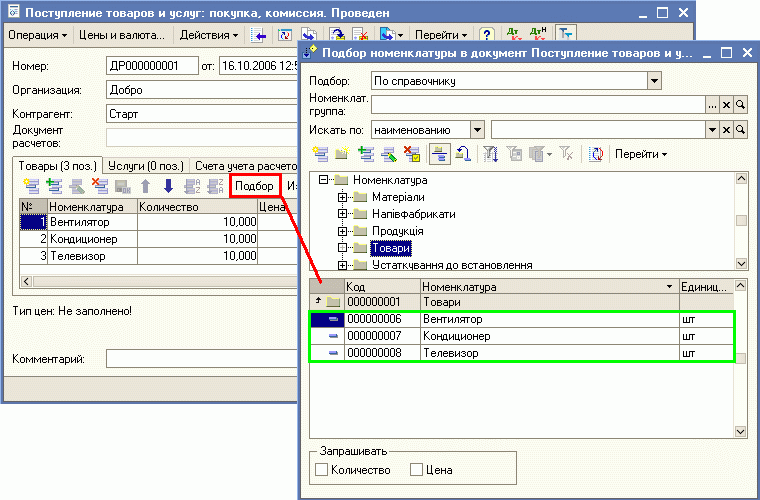 Поступление товаров и услуг: покупка, комиссия. Проведен
Операция Цены и валюта... Действия Перейти
Номер: ДР000000001 от: 16.10.2006 12:5
Организация: Добро
Контрагент: Старт
Документ
расчетов:
Товары (3 поз.) Услуги (0 поз.) Счета учета расчето
Подбор Из
№ Номенклатура Количество Цена
1 Вентилятор 10,000
2 Кондиционер 10,000
3 Телевизор 10,000
Тип цен: Не заполнено!
Комментарий:
Подбор номенклатуры в документ Поступление товаров и у...
Подбор: По справочнику
Номенклат.
группа:
Искать по: наименованию
Перейти
Номенклатура
Матеріали
Напівфабрикати
Продукція
Товари
Устаткування до встановлення
Код Номенклатура Единиц...
000000001 Товари
000000006 Вентилятор шт
000000007 Кондиционер шт
000000008 Телевизор шт
Запрашивать
Количество Цена